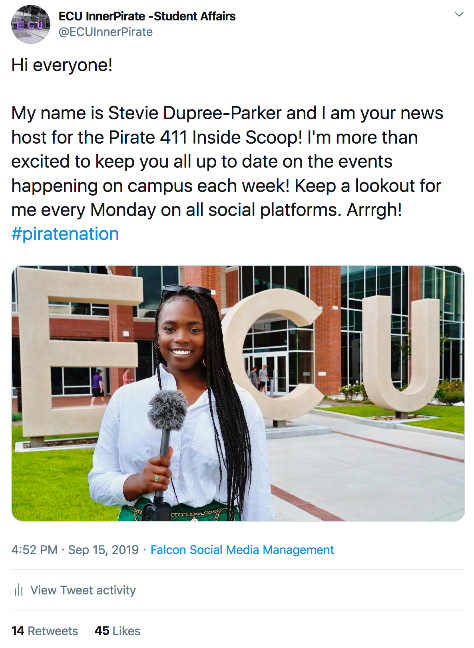 ECU InnerPirate -Student Affairs
@ECUInnerPirate
Hi everyone!
My name is Stevie Dupree-Parker and I am your news
host for the Pirate 411 Inside Scoop! I'm more than
excited to keep you all up to date on the events
happening on campus each week! Keep a lookout for
me every Monday on all social platforms. Arrrgh!
#piratenation
ECU
4:52 PM · Sep 15, 2019 · Falcon Social Media Management
View Tweet activity
14 Retweets 45 Likes